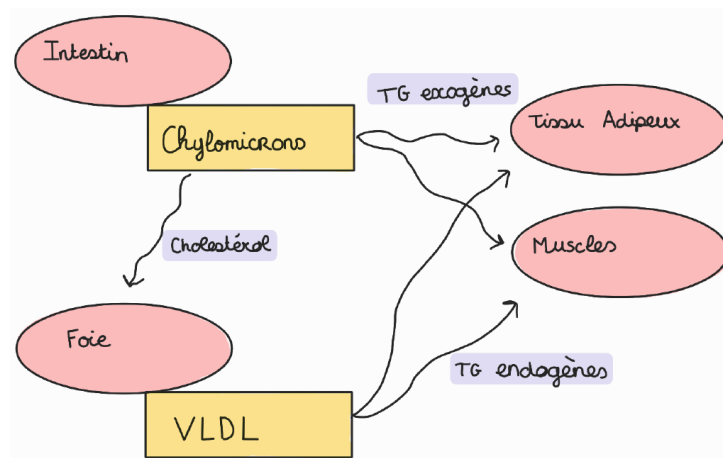 Intestin
Chylomicrons
TG exogènes
Tissu Adipeux
Cholestérol
Muscles
Foie
TG endogènes
VLDL